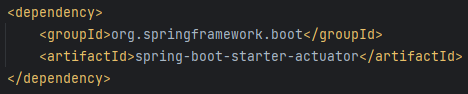 <dependency>
    <groupId>org.springframework.boot</groupId>
    <artifactId>spring-boot-starter-actuator</artifactId>
</dependency>